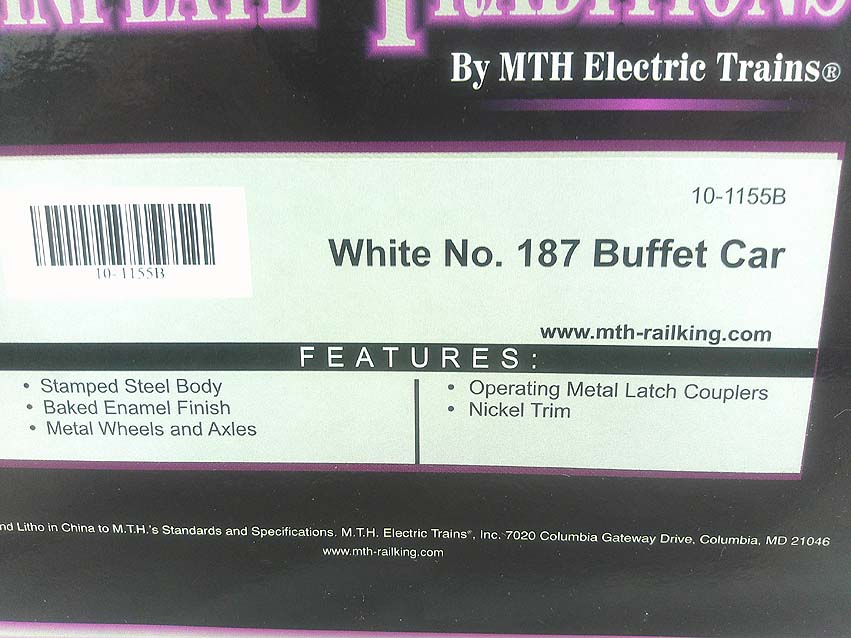 TRADITIONS
By MTH Electric Trains®
10-1155B
10-1155B
White No. 187 Buffet Car
www.mth-railking.com
FEATURES:
• Stamped Steel Body
• Baked Enamel Finish
• Metal Wheels and Axles
• Operating Metal Latch Couplers
• Nickel Trim
nd Litho in China to M.T.H.'s Standards and Specifications. M.T.H. Electric Trains®, Inc. 7020 Columbia Gateway Drive, Columbia, MD 21046
www.mth-railking.com